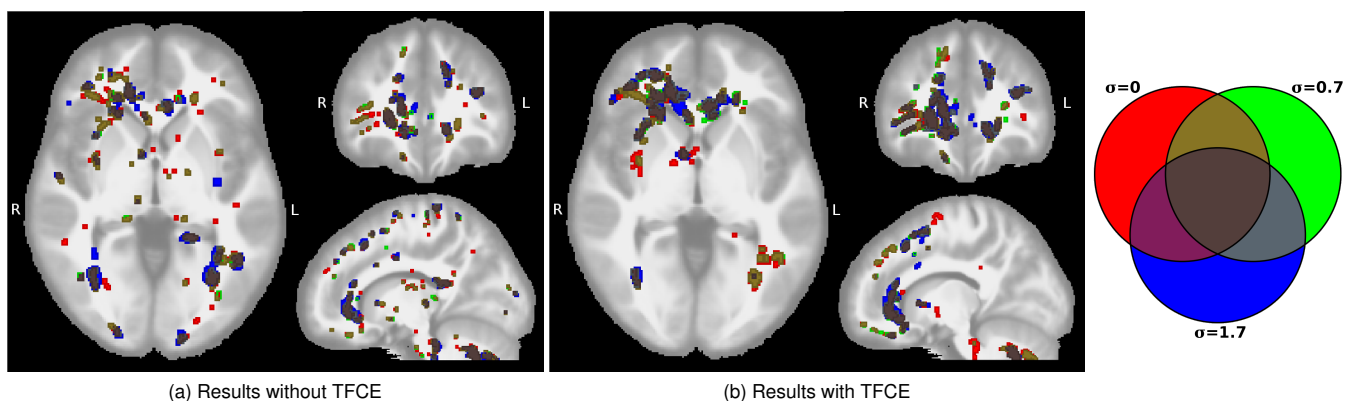 R
L
R
L
(a) Results without TFCE
R
L
R
L
(b) Results with TFCE
σ=0
σ=0.7
σ=1.7